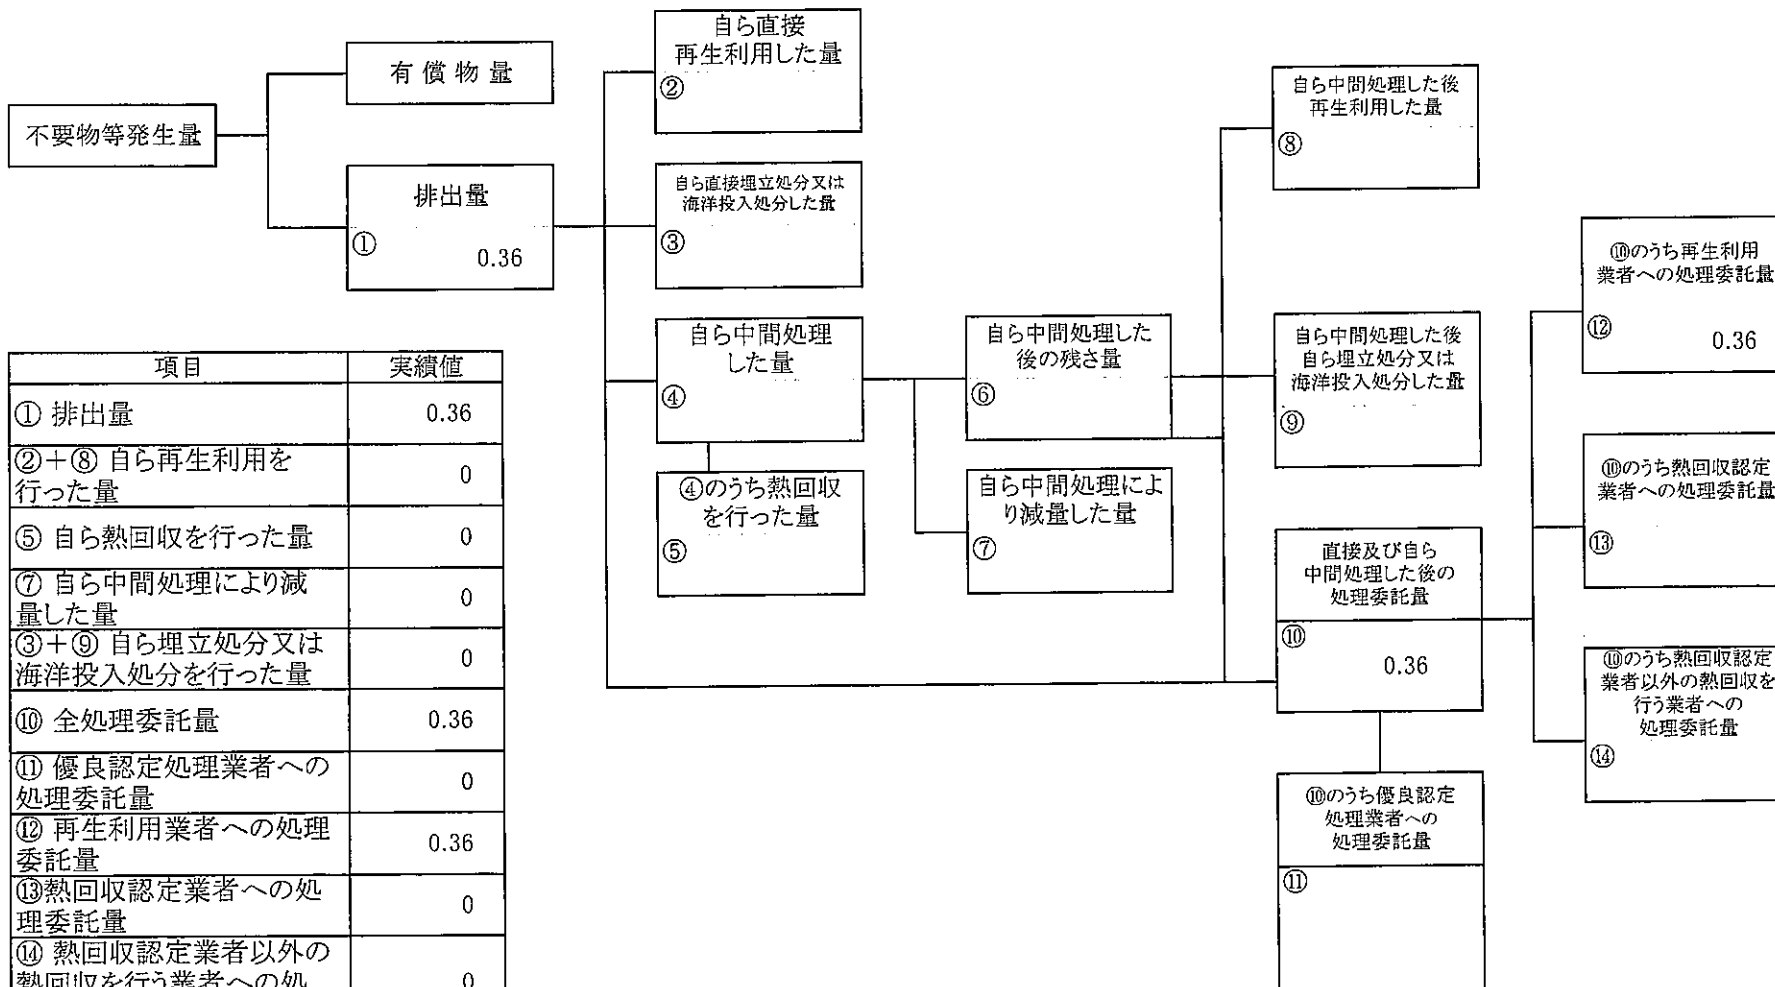 不要物等発生量
有償物量
排出量
①
0.36
自ら直接
再生利用した量
②
自ら直接埋立処分又は
海洋投入処分した量
③
自ら中間処理
した量
④
④のうち熱回収
を行った量
⑤
自ら中間処理した
後の残さ量
⑥
自ら中間処理によ
り減量した量
⑦
自ら中間処理した後
再生利用した量
⑧
自ら中間処理した後
自ら埋立処分又は
海洋投入処分した量
⑨
直接及び自ら
中間処理した後の
処理委託量
⑩
0.36
⑩のうち優良認定
処理業者への
処理委託量
⑪
⑩のうち再生利用
業者への処理委託量
⑫
0.36
⑩のうち熱回収認定
業者への処理委託量
⑬
⑩のうち熱回収認定
業者以外の熱回収を
行う業者への
処理委託量
⑭
項目 実績値
① 排出量 0.36
②+⑧ 自ら再生利用を
行った量 0
⑤ 自ら熱回収を行った量 0
⑦ 自ら中間処理により減
量した量 0
③+⑨ 自ら埋立処分又は
海洋投入処分を行った量 0
⑩ 全処理委託量 0.36
⑪ 優良認定処理業者への
処理委託量 0
⑫ 再生利用業者への処理
委託量 0.36
⑬熱回収認定業者への処
理委託量 0
⑭ 熱回収認定業者以外の
熱回収を行う業者への処 0